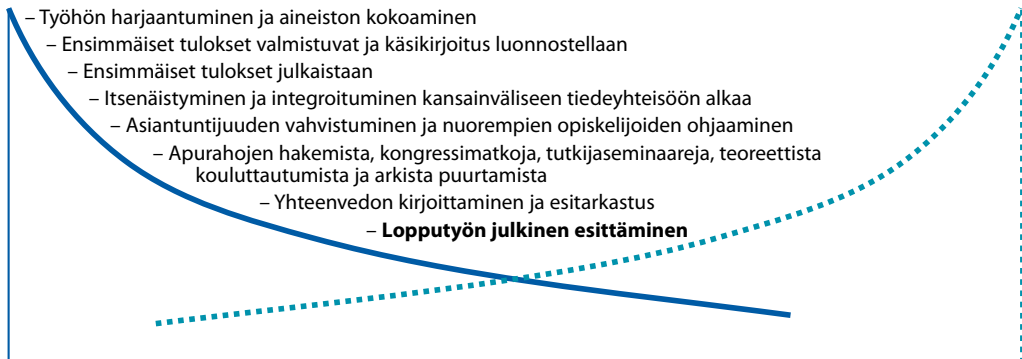 – Työhön harjaantuminen ja aineiston kokoaminen
– Ensimmäiset tulokset valmistuvat ja käsikirjoitus luonnostellaan
– Ensimmäiset tulokset julkaistaan
– Itsenäistyminen ja integroituminen kansainväliseen tiedeyhteisöön alkaa
– Asiantuntijuuden vahvistuminen ja nuorempien opiskelijoiden ohjaaminen
– Apurahojen hakemista, kongressimatkoja, tutkijaseminaareja, teoreettista
kouluttautumista ja arkista puurtamista
– Yhteenvedon kirjoittaminen ja esitarkastus
– Lopputyön julkinen esittäminen